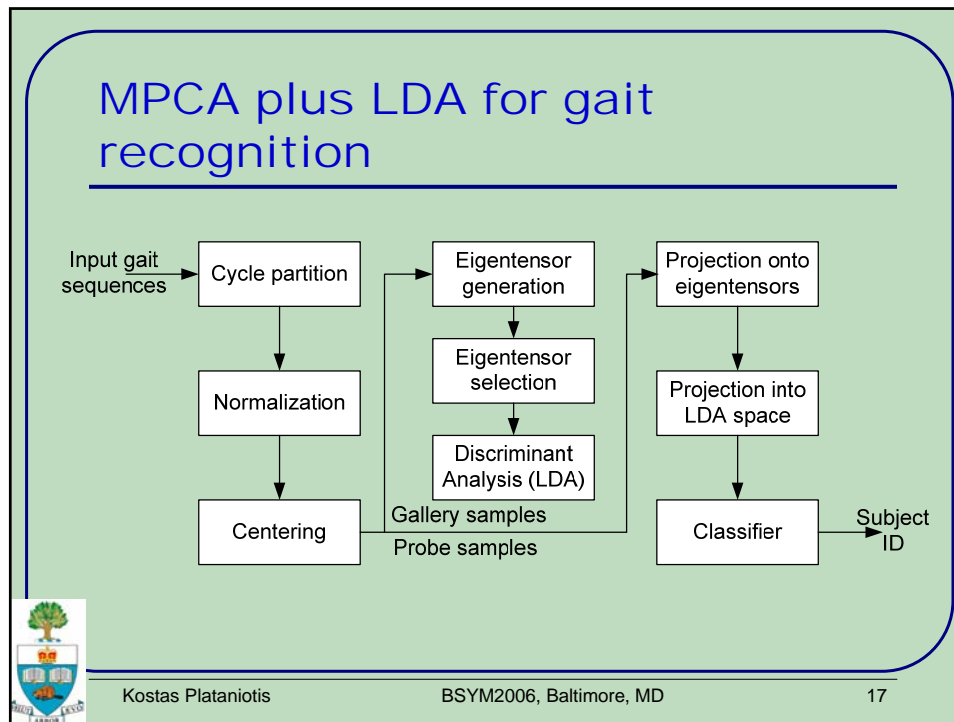 MPCA plus LDA for gait
recognition
Input gait
sequences
Cycle partition
Normalization
Centering
Eigentensor
generation
Eigentensor
selection
Discriminant
Analysis (LDA)
Gallery samples
Probe samples
Projection onto
eigentensors
Projection into
LDA space
Classifier
Subject
ID
Kostas Plataniotis
BSYM2006, Baltimore, MD
17